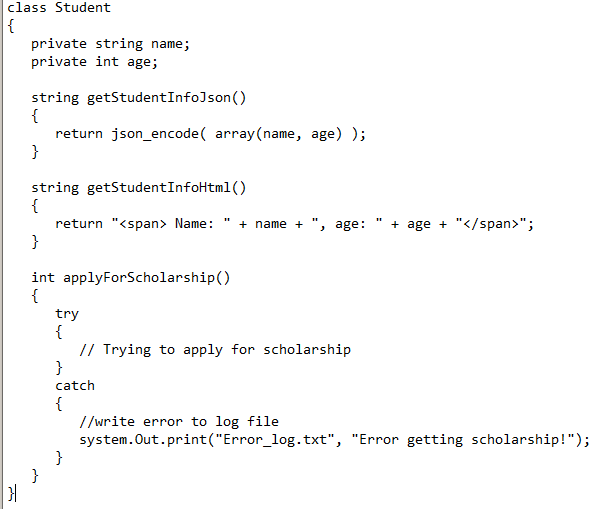 class Student
{
private string name;
private int age;
string getStudentInfoJson()
{
return json_encode( array(name, age) );
}
string getStudentInfoHtml()
{
return "<span> Name: " + name + ", age: " + age + "</span>";
}
int applyForScholarship()
{
try
{
// Trying to apply for scholarship
}
catch
{
//write error to log file
system.Out.print("Error_log.txt", "Error getting scholarship!");
}
}
}